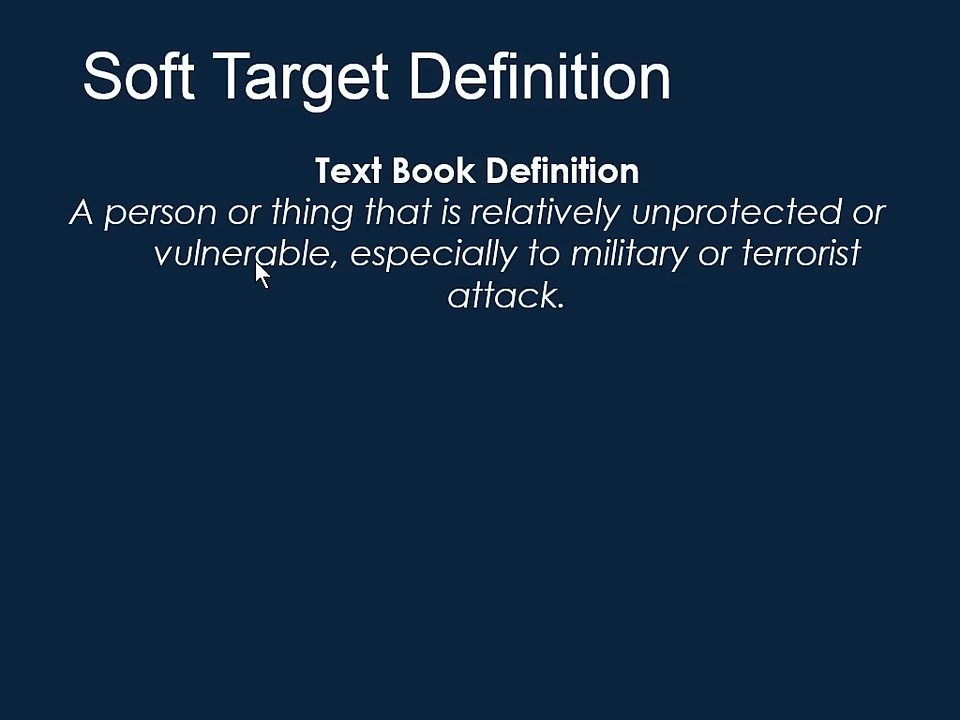 Soft Target Definition
Text Book Definition
A person or thing that is relatively unprotected or
vulnerable, especially to military or terrorist
attack.